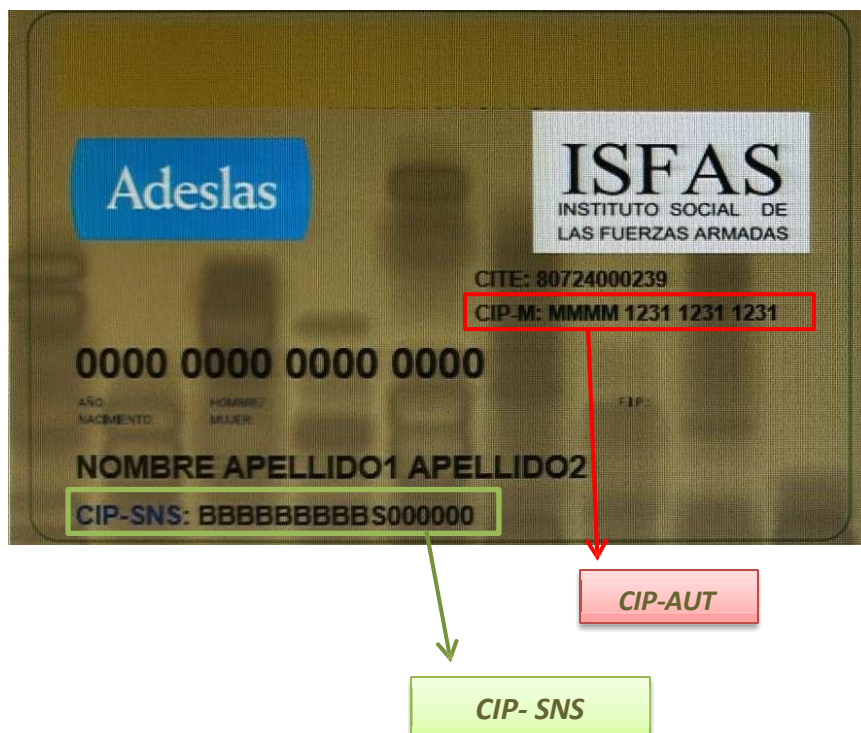 Adeslas
ISFAS
INSTITUTO SOCIAL DE
LAS FUERZAS ARMADAS
CITE: 80724000239
CIP-M: MMMM 1231 1231 1231
0000 0000 0000 0000
AÑO
NACIMIENTO:
HOMBRE/
MUJER:
F.I.P.:
NOMBRE APELLIDO1 APELLIDO2
CIP-SNS: BBBBBBBBBS000000
CIP-AUT
CIP- SNS